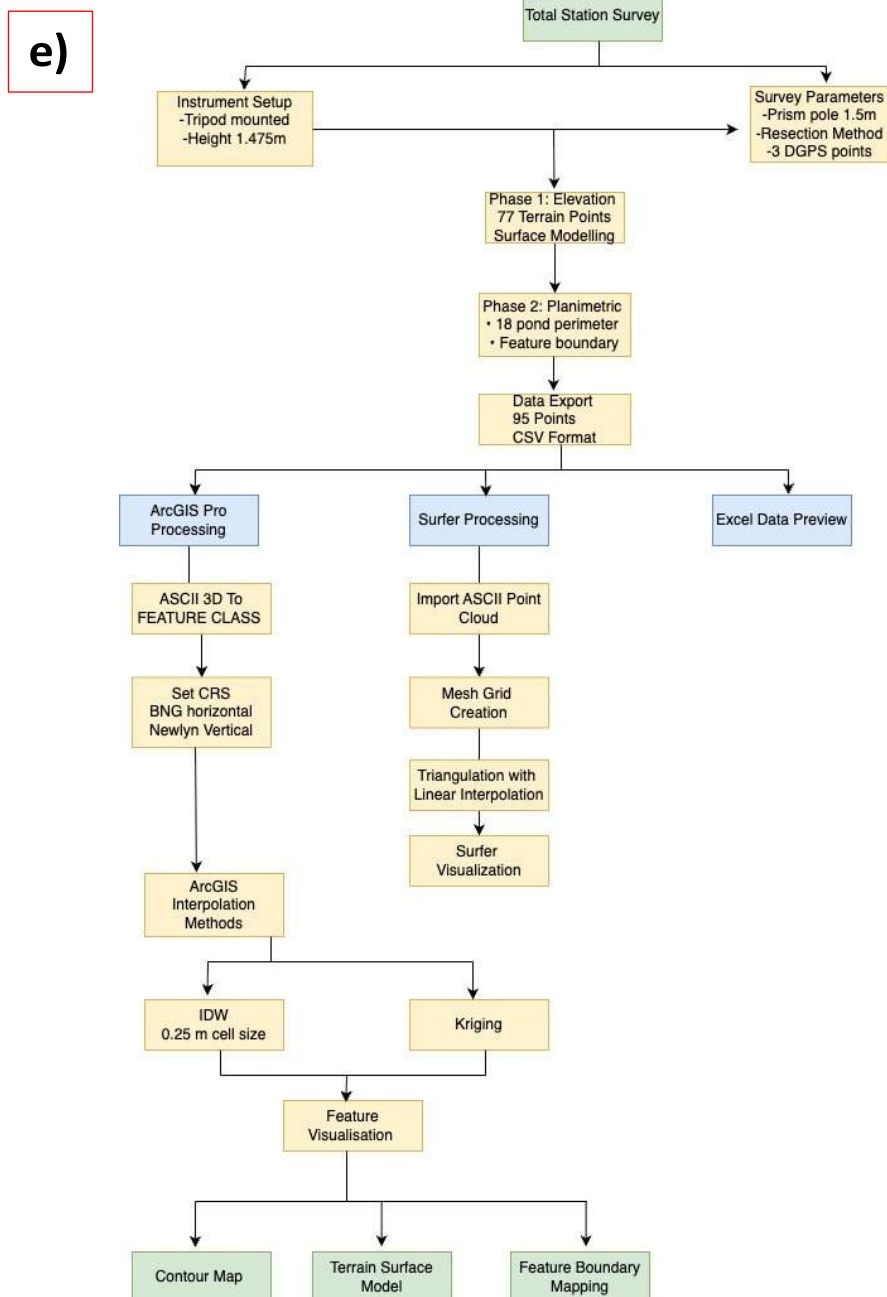 e)
Total Station Survey
Instrument Setup
-Tripod mounted
-Height 1.475m
Survey Parameters
-Prism pole 1.5m
-Resection Method
-3 DGPS points
Phase 1: Elevation
77 Terrain Points
Surface Modelling
Phase 2: Planimetric
• 18 pond perimeter
• Feature boundary
Data Export
95 Points
CSV Format
ArcGIS Pro
Processing
Surfer Processing
Excel Data Preview
ASCII 3D To
FEATURE CLASS
Import ASCII Point
Cloud
Set CRS
BNG horizontal
Newlyn Vertical
Mesh Grid
Creation
Triangulation with
Linear Interpolation
Surfer
Visualization
ArcGIS
Interpolation
Methods
IDW
0.25 m cell size
Kriging
Feature
Visualisation
Contour Map
Terrain Surface
Model
Feature Boundary
Mapping